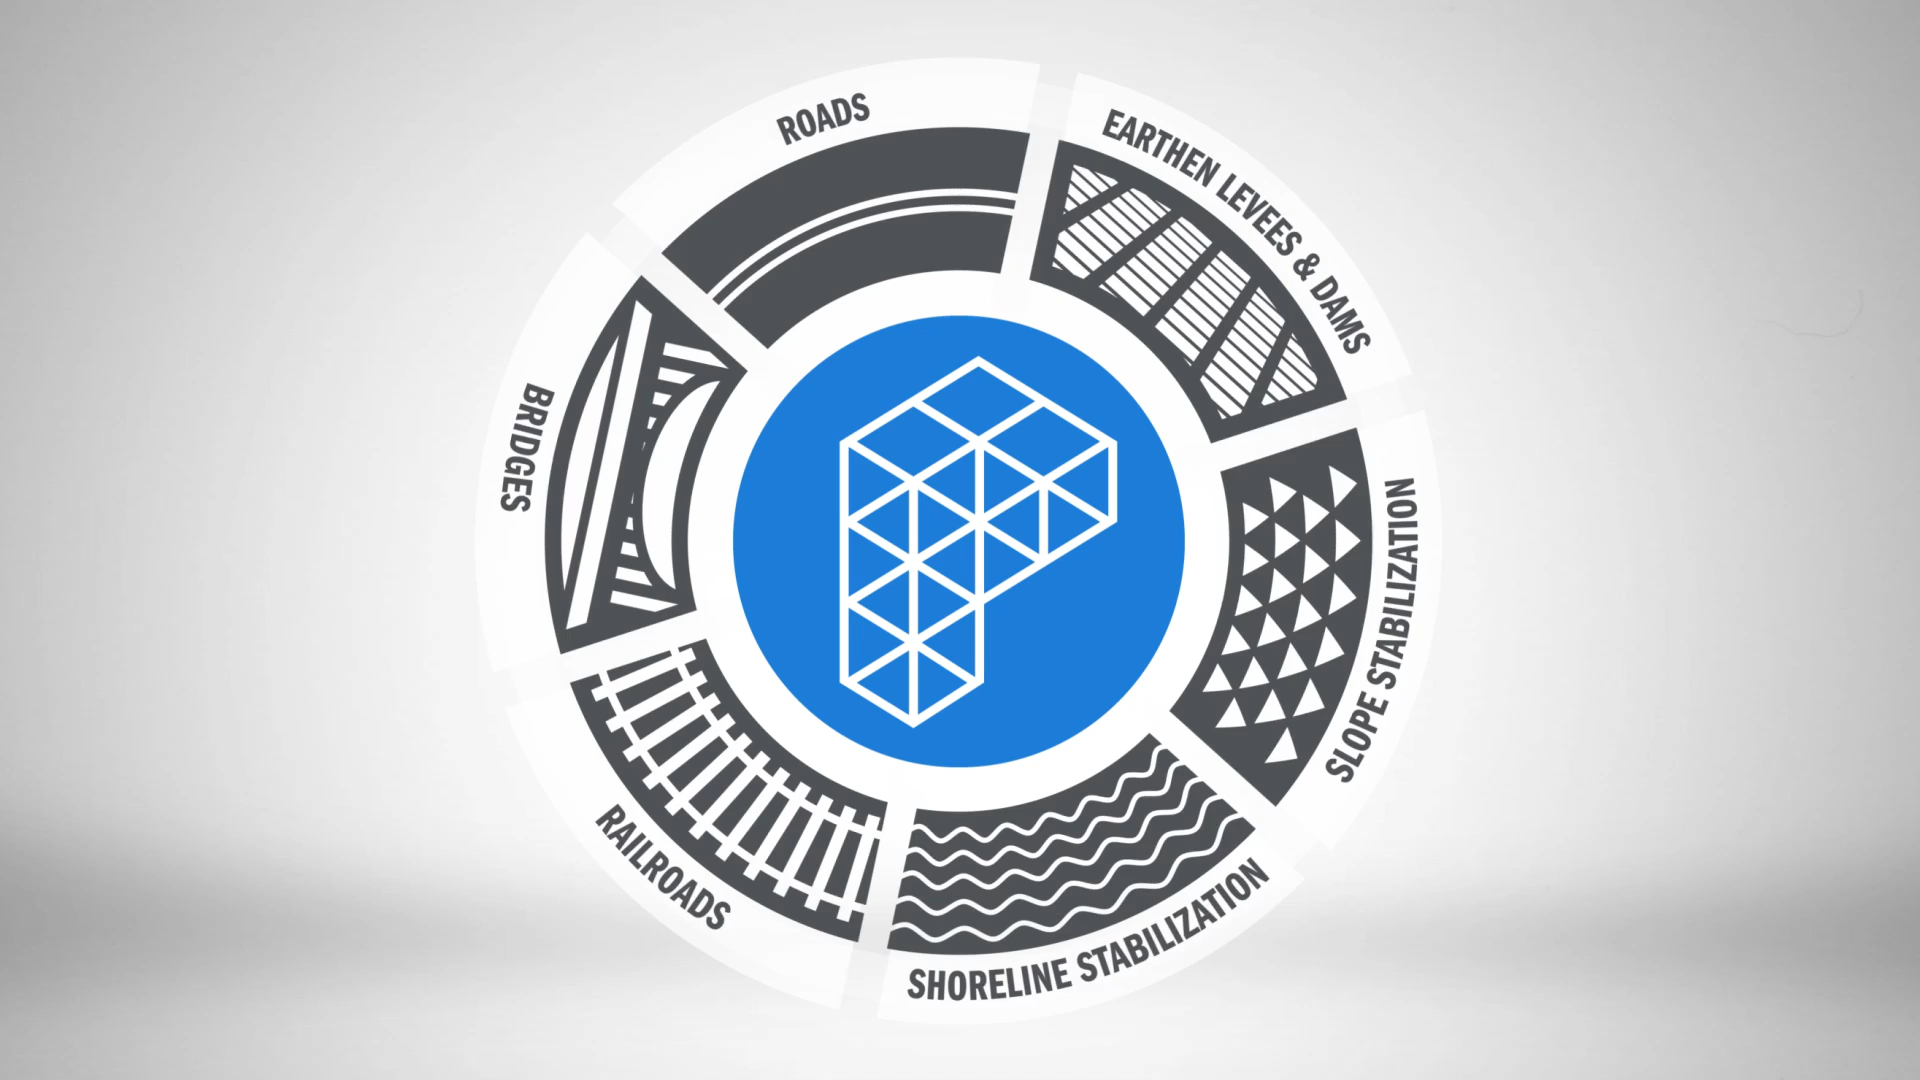 ROADS
EARTHEN LEVEES & DAMS
SLOPE STABILIZATION
SHORELINE STABILIZATION
RAILROADS
BRIDGES